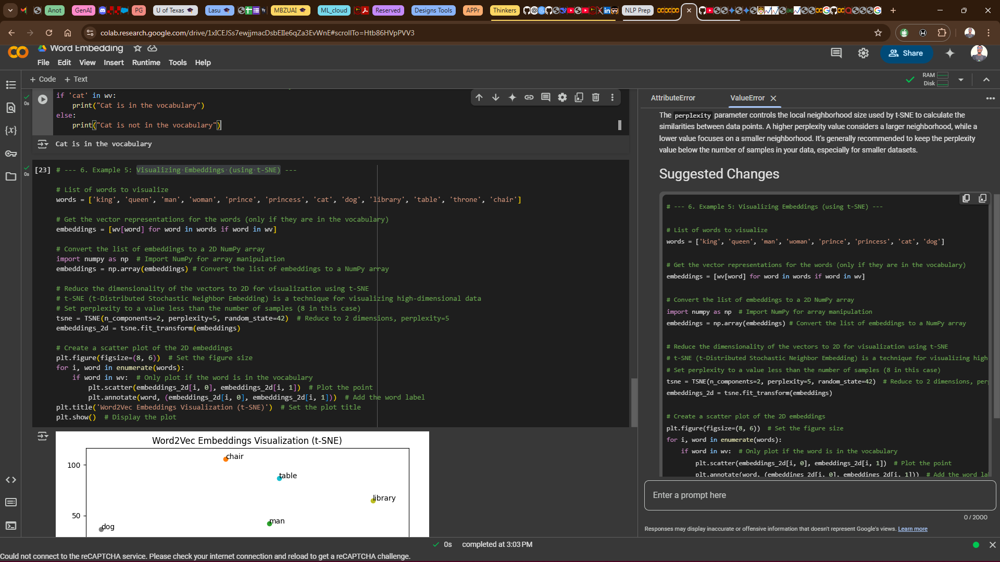 Anot
GenAI
PG
U of Texas
Lasu
MBZUAI
ML_cloud
Reserved
Designs Tools
APPr
Thinkers
NLP Prep
colab.research.google.com/drive/1xICEJSs7ewjjmacDsbEIIe6qZa3EvWnE#scrollTo=Htb86HVpPVV3
Word Embedding
File Edit View Insert Runtime Tools Help
Share
+ Code + Text
RAM
Disk
0s
if 'cat' in wv:
print("Cat is in the vocabulary")
else:
print("Cat is not in the vocabulary")
Cat is in the vocabulary
0s
[23] # --- 6. Example 5: Visualizing Embeddings (using t-SNE) ---
# List of words to visualize
words = ['king', 'queen', 'man', 'woman', 'prince', 'princess', 'cat', 'dog', 'library', 'table', 'throne', 'chair']
# Get the vector representations for the words (only if they are in the vocabulary)
embeddings = [wv[word] for word in words if word in wv]
# Convert the list of embeddings to a 2D NumPy array
import numpy as np # Import NumPy for array manipulation
embeddings = np.array(embeddings) # Convert the list of embeddings to a NumPy array
# Reduce the dimensionality of the vectors to 2D for visualization using t-SNE
# t-SNE (t-Distributed Stochastic Neighbor Embedding) is a technique for visualizing high-dimensional data
# Set perplexity to a value less than the number of samples (8 in this case)
tsne = TSNE(n_components=2, perplexity=5, random_state=42) # Reduce to 2 dimensions, perplexity=5
embeddings_2d = tsne.fit_transform(embeddings)
# Create a scatter plot of the 2D embeddings
plt.figure(figsize=(8, 6)) # Set the figure size
for i, word in enumerate(words):
if word in wv: # Only plot if the word is in the vocabulary
plt.scatter(embeddings_2d[i, 0], embeddings_2d[i, 1]) # Plot the point
plt.annotate(word, (embeddings_2d[i, 0], embeddings_2d[i, 1])) # Add the word label
plt.title('Word2Vec Embeddings Visualization (t-SNE)') # Set the plot title
plt.show() # Display the plot
Word2Vec Embeddings Visualization (t-SNE)
chair
100
table
library
50
man
dog
AttributeError
ValueError
The perplexity parameter controls the local neighborhood size used by t-SNE to calculate the
similarities between data points. A higher perplexity value considers a larger neighborhood, while a
lower value focuses on a smaller neighborhood. It's generally recommended to keep the perplexity
value below the number of samples in your data, especially for smaller datasets.
Suggested Changes
# --- 6. Example 5: Visualizing Embeddings (using t-SNE) ---
# List of words to visualize
words = ['king', 'queen', 'man', 'woman', 'prince', 'princess', 'cat', 'dog']
# Get the vector representations for the words (only if they are in the vocabulary)
embeddings = [wv[word] for word in words if word in wv]
# Convert the list of embeddings to a 2D NumPy array
import numpy as np # Import NumPy for array manipulation
embeddings = np.array(embeddings) # Convert the list of embeddings to a NumPy array
# Reduce the dimensionality of the vectors to 2D for visualization using t-SNE
# t-SNE (t-Distributed Stochastic Neighbor Embedding) is a technique for visualizing high
# Set perplexity to a value less than the number of samples (8 in this case)
tsne = TSNE(n_components=2, perplexity=5, random_state=42) # Reduce to 2 dimensions, per
embeddings_2d = tsne.fit_transform(embeddings)
# Create a scatter plot of the 2D embeddings
plt.figure(figsize=(8, 6)) # Set the figure size
for i, word in enumerate(words):
if word in wv: # Only plot if the word is in the vocabulary
plt.scatter(embeddings_2d[i, 0], embeddings_2d[i, 1]) # Plot the point
plt.annotate(word, (embeddings_2d[i, 0], embeddings_2d[i, 1])) # Add the word la
Enter a prompt here
0 / 2000
Responses may display inaccurate or offensive information that doesn't represent Google's views. Learn more
0s completed at 3:03 PM
Could not connect to the reCAPTCHA service. Please check your internet connection and reload to get a reCAPTCHA challenge.